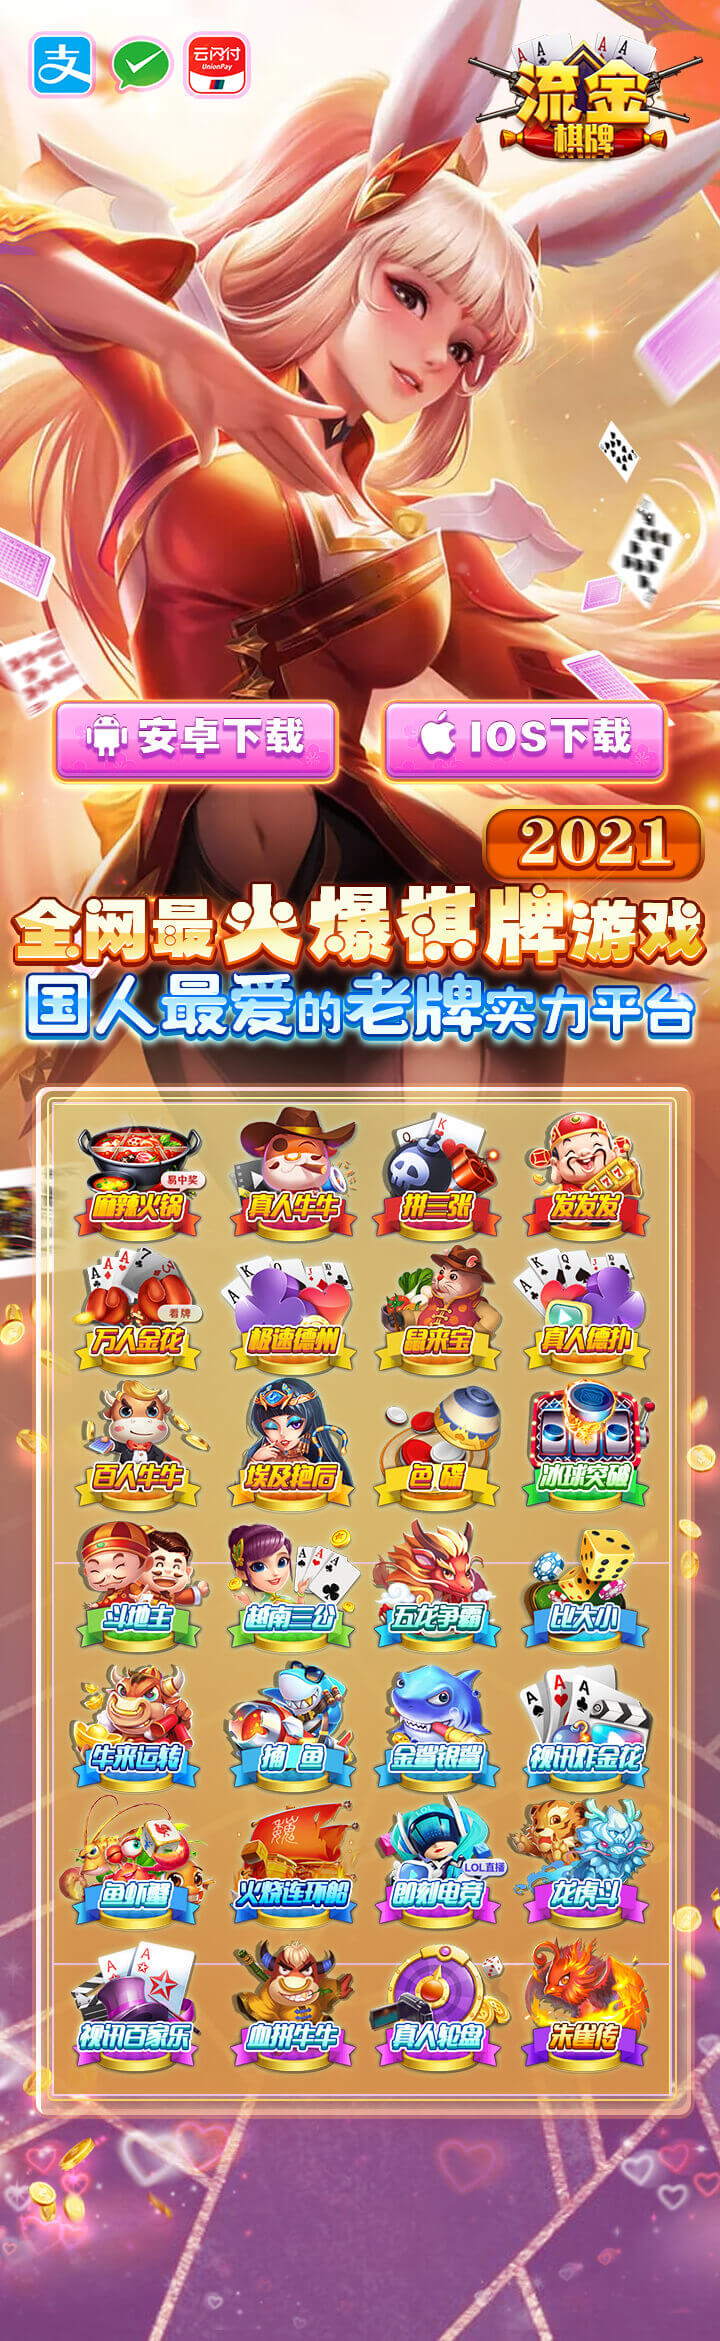 支
云闪付
UnionPay
流金
棋牌
安卓下载
IOS下载
2021
全网最火爆棋牌游戏
国人最爱的老牌实力平台
易中奖
麻辣火锅
真人牛牛
拼三张
发发发
看牌
万人金花
极速德州
鼠来宝
真人德扑
百人牛牛
埃及艳后
色碟
冰球突破
斗地主
越南三公
五龙争霸
比大小
牛来运转
捕鱼
金鲨银鲨
视讯炸金花
鱼虾蟹
火烧连环船
LOL直播
即刻电竞
龙虎斗
视讯百家乐
血拼牛牛
真人轮盘
朱雀传